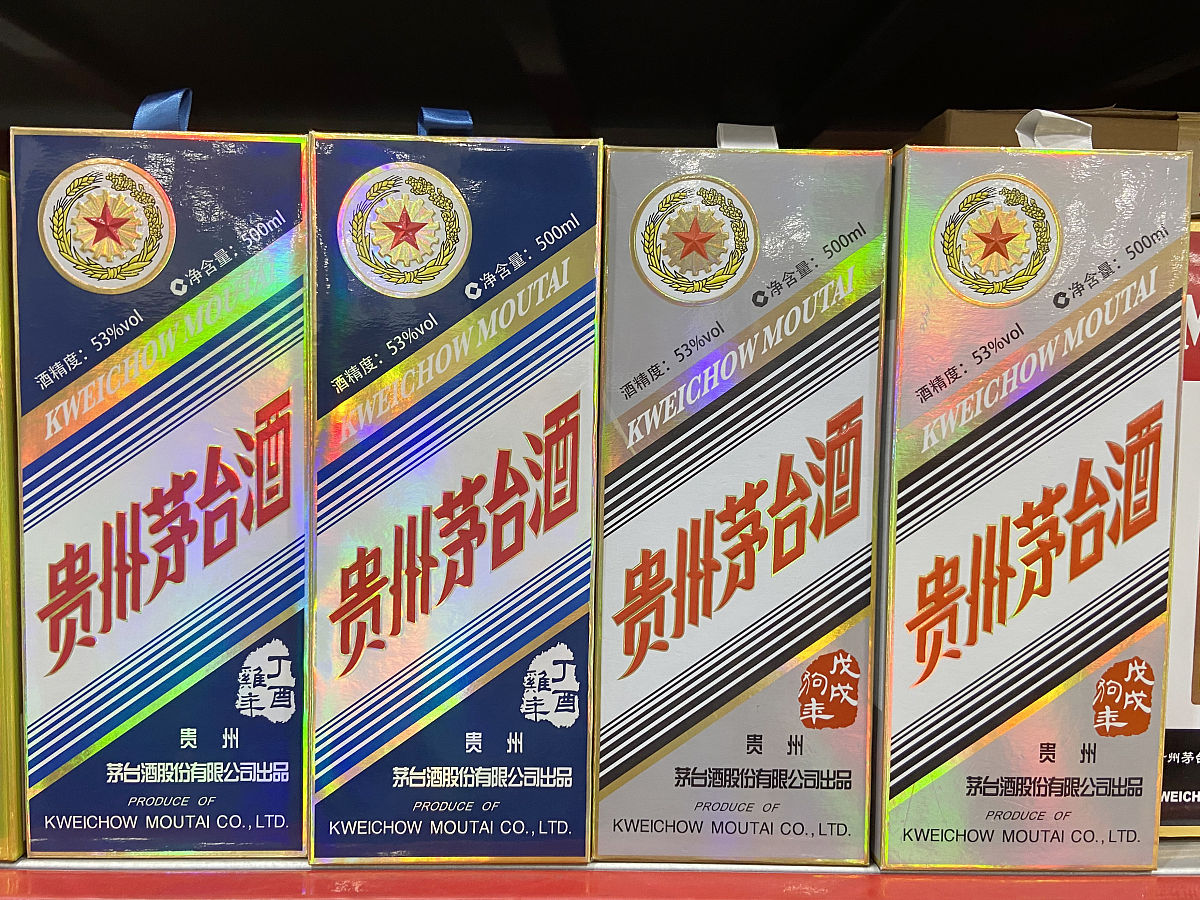 净含量：500ml
酒精度：53%vol
KWEICHOW MOUTAI
贵州茅台酒
丁酉
雞年
贵州
茅台酒股份有限公司出品
PRODUCE OF
KWEICHOW MOUTAI CO., LTD.
净含量：500ml
酒精度：53%vol
KWEICHOW MOUTAI
贵州茅台酒
丁酉
雞年
贵州
茅台酒股份有限公司出品
PRODUCE OF
KWEICHOW MOUTAI CO., LTD.
净含量：500ml
酒精度：53%vol
KWEICHOW MOUTAI
贵州茅台酒
戊戌
狗年
贵州
茅台酒股份有限公司出品
PRODUCE OF
KWEICHOW MOUTAI CO., LTD.
净含量：500ml
酒精度：53%vol
KWEICHOW MOUTAI
贵州茅台酒
戊戌
狗年
贵州
茅台酒股份有限公司出品
PRODUCE OF
KWEICHOW MOUTAI CO., LTD.